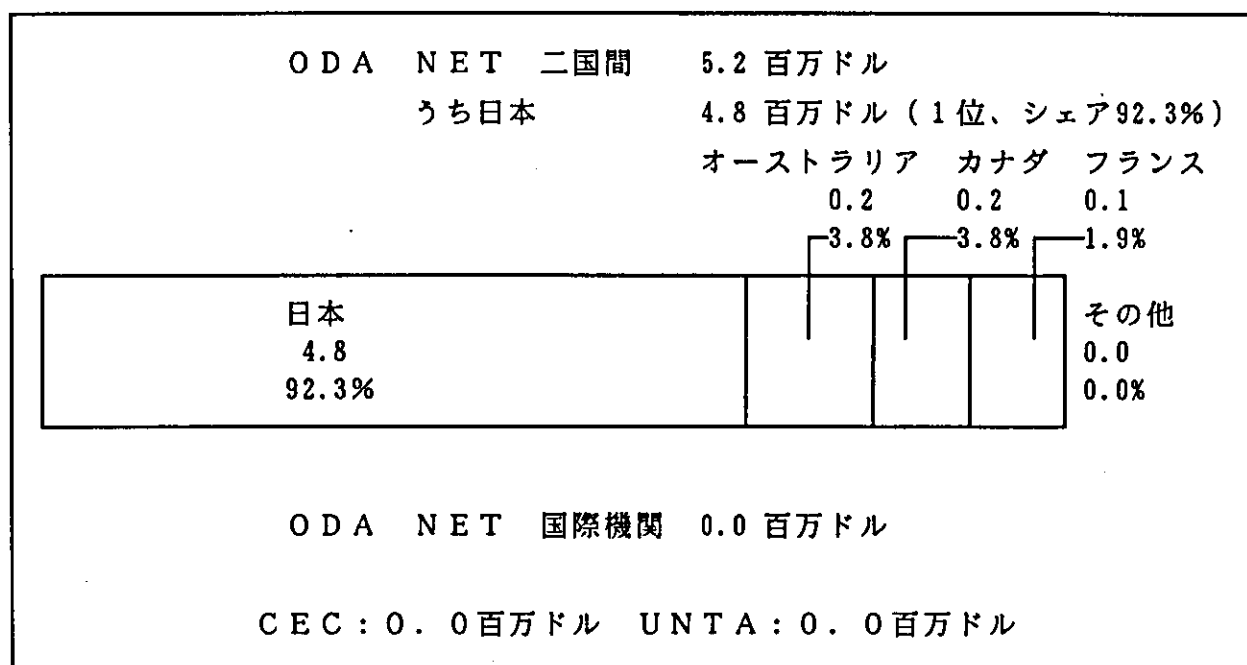 ODA NET 二国間 5.2 百万ドル
うち日本 4.8 百万ドル (1位、シェア92.3%)
オーストラリア カナダ フランス
0.2 0.2 0.1
3.8% 3.8% 1.9%
日本 その他
4.8 0.0
92.3% 0.0%
ODA NET 国際機関 0.0 百万ドル
CEC:0.0百万ドル UNTA:0.0百万ドル